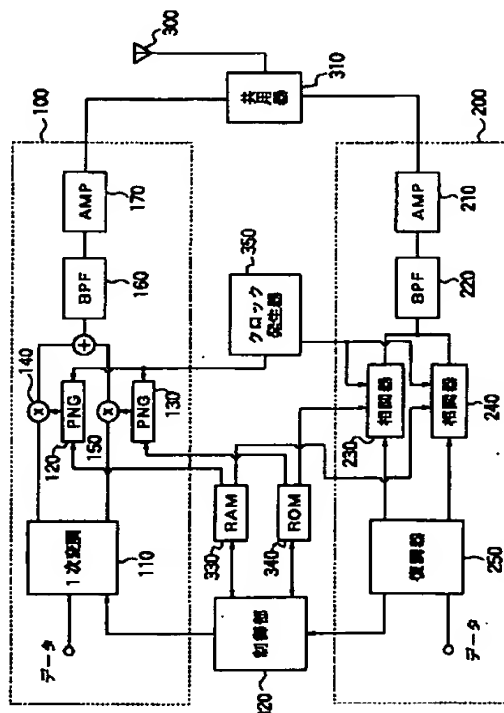 100
データ
1次変調
110
140
×
PNG
120
150
×
PNG
130
+
BPF
160
AMP
170
300
共用器
310
制御部
320
RAM
330
ROM
340
クロック
発生器
350
200
データ
復調器
250
相関器
230
相関器
240
BPF
220
AMP
210